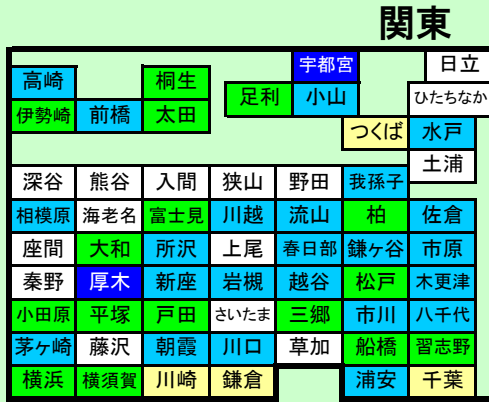 関東
宇都宮 日立
高崎 桐生 足利 小山 ひたちなか
伊勢崎 前橋 太田
つくば 水戸
土浦
深谷 熊谷 入間 狭山 野田 我孫子
相模原 海老名 富士見 川越 流山 柏 佐倉
座間 大和 所沢 上尾 春日部 鎌ヶ谷 市原
秦野 厚木 新座 岩槻 越谷 松戸 木更津
小田原 平塚 戸田 さいたま 三郷 市川 八千代
茅ヶ崎 藤沢 朝霞 川口 草加 船橋 習志野
横浜 横須賀 川崎 鎌倉 浦安 千葉